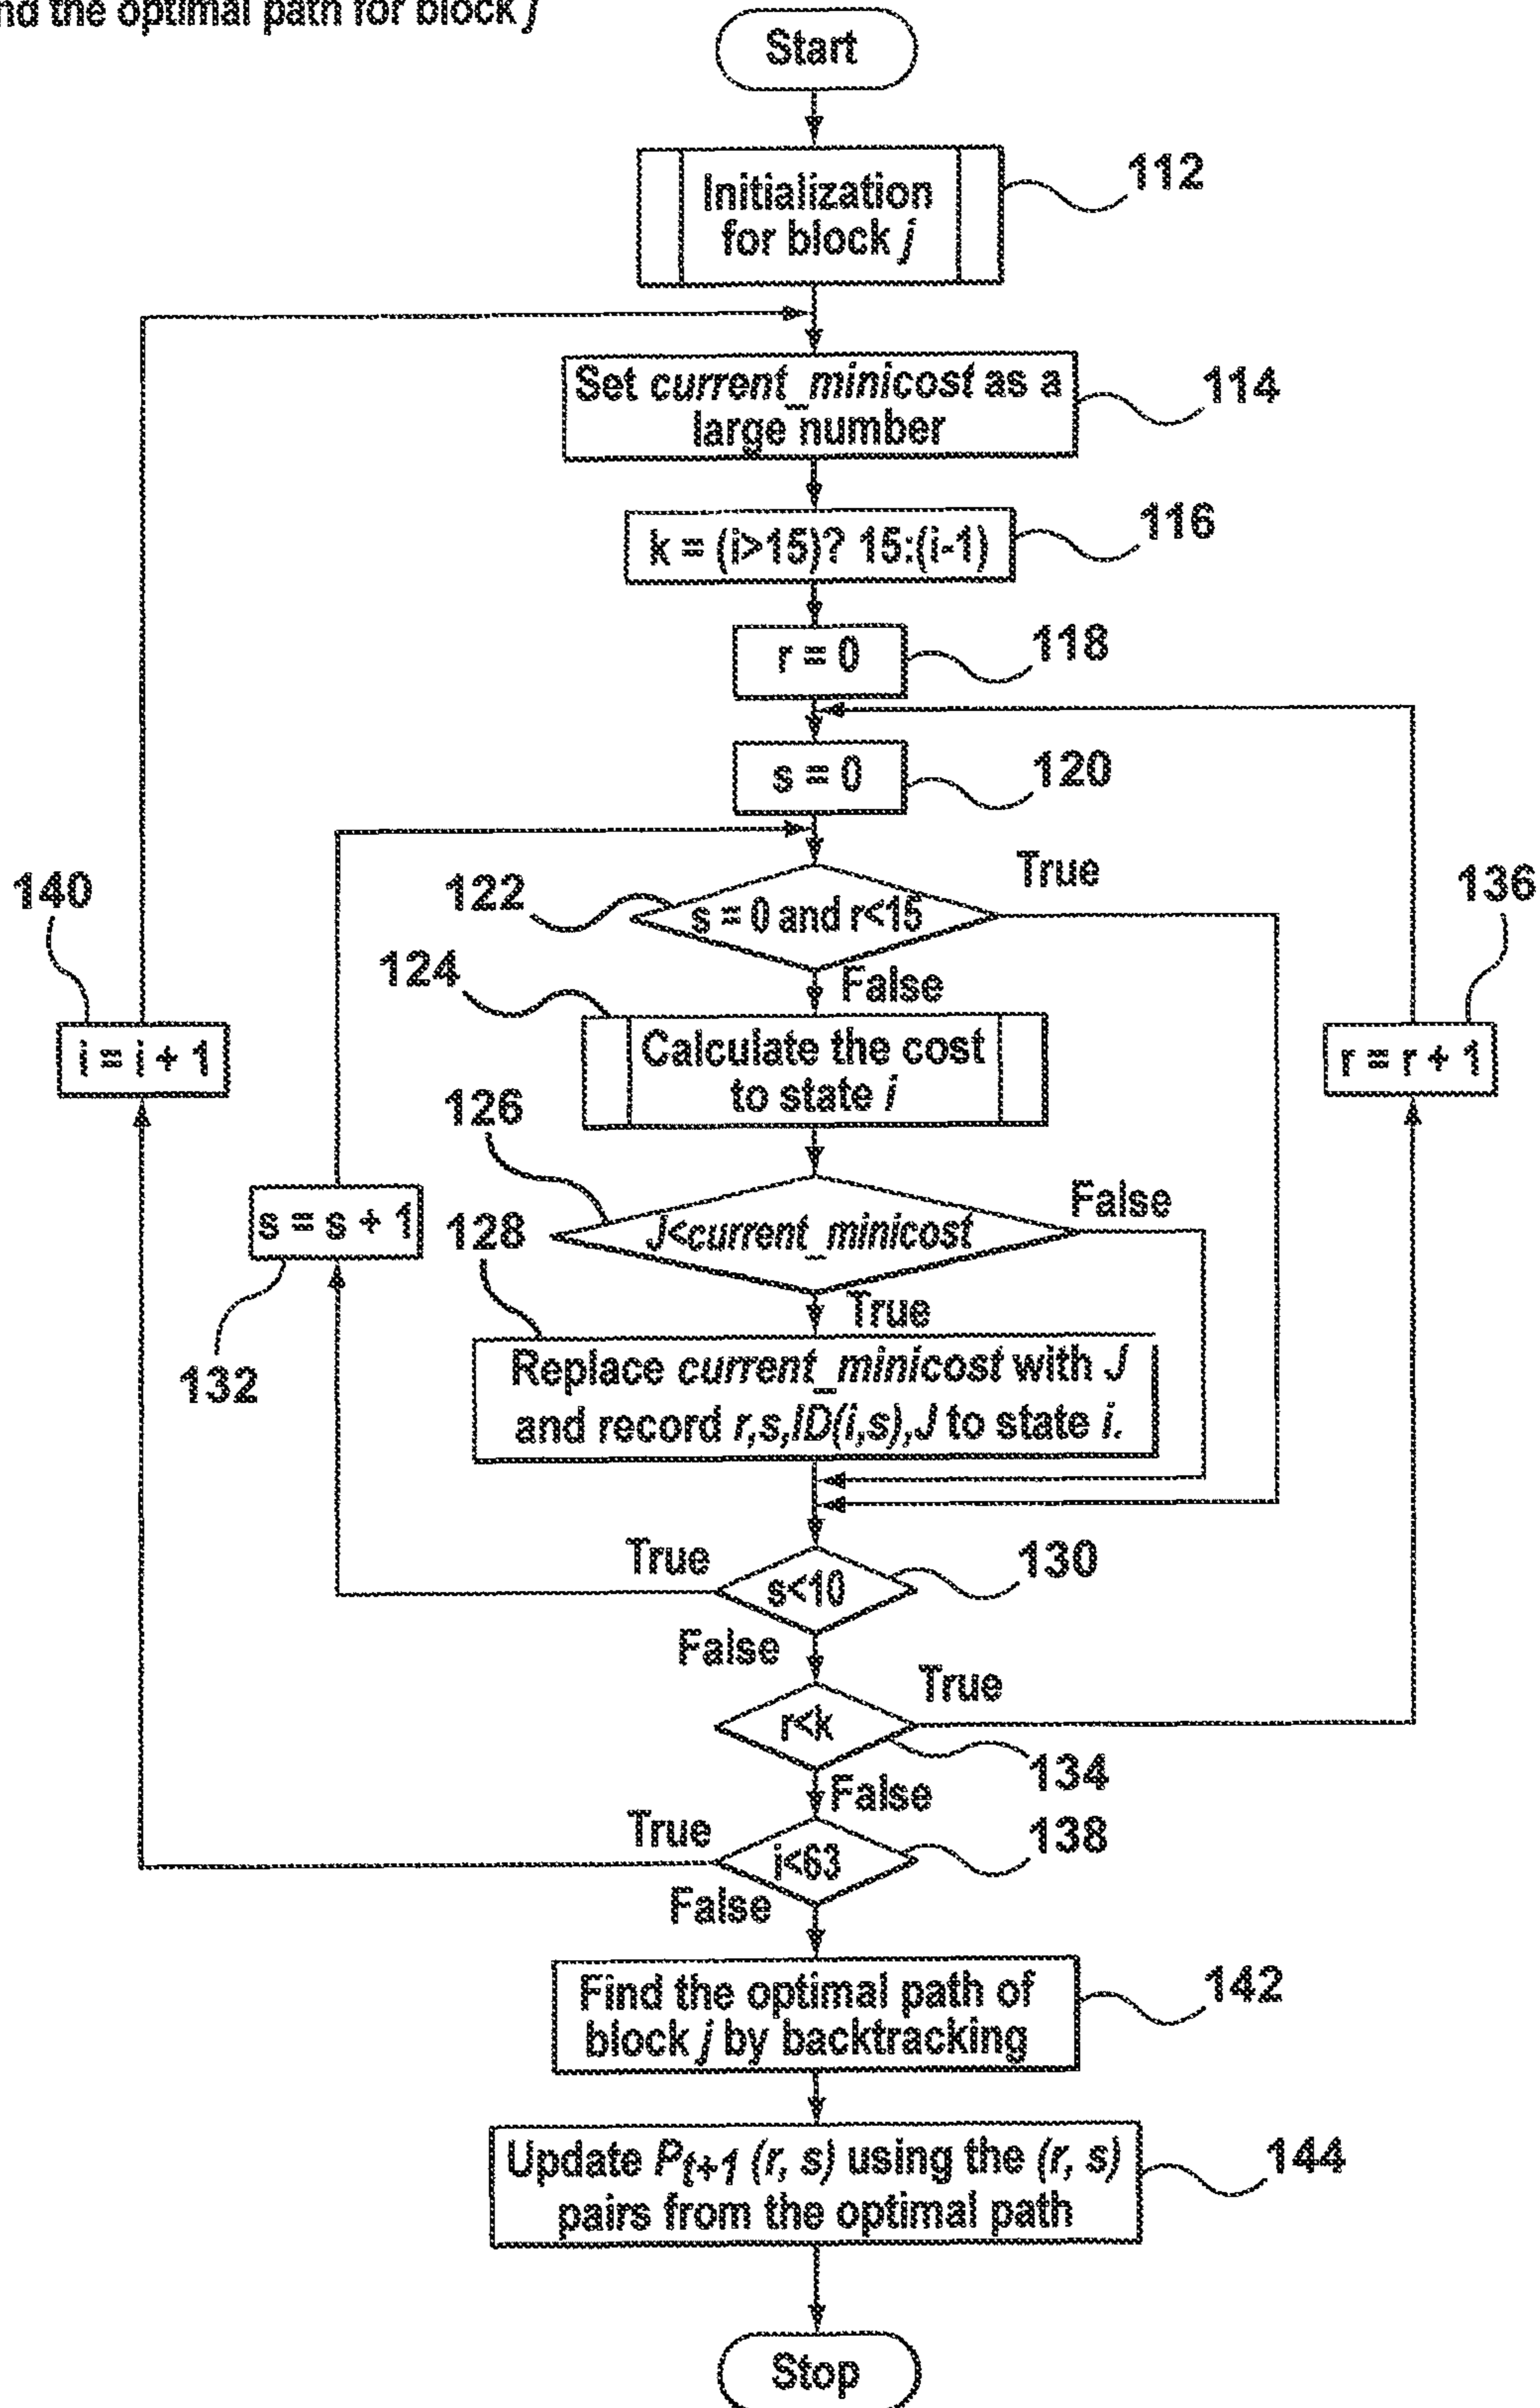 nd the optimal path for block j
Start
Initialization
for block j
112
Set current_minicost as a
large number
114
k = (i>15)? 15:(i-1)
116
r = 0
118
s = 0
120
140
122
s = 0 and r<15
True
136
124
False
i = i + 1
Calculate the cost
to state i
r = r + 1
126
s = s + 1
128
J<current_minicost
False
True
132
Replace current_minicost with J
and record r,s,ID(i,s),J to state i.
True
s<10
130
False
r<k
True
134
False
True
i<63
138
False
Find the optimal path of
block j by backtracking
142
Update Pt+1 (r, s) using the (r, s)
pairs from the optimal path
144
Stop